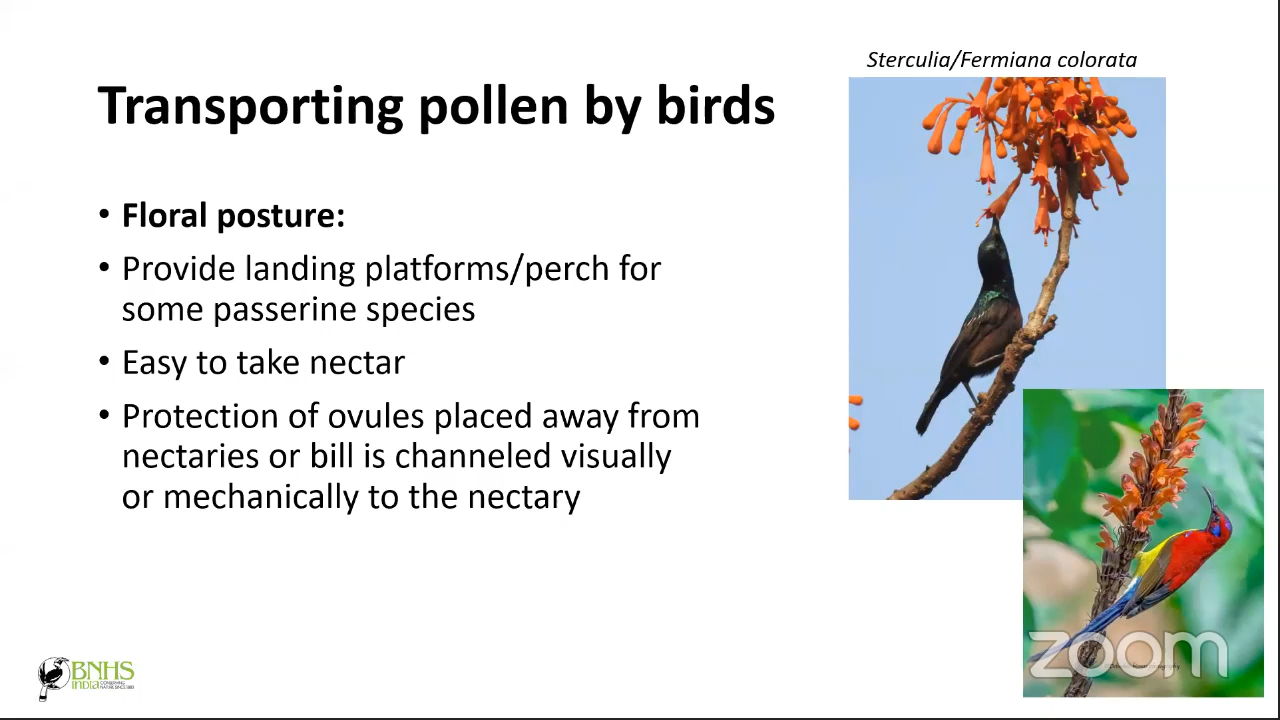 Sterculia/Fermiana colorata
Transporting pollen by birds
• Floral posture:
• Provide landing platforms/perch for
some passerine species
• Easy to take nectar
• Protection of ovules placed away from
nectaries or bill is channeled visually
or mechanically to the nectary
BNHS
India
zoom